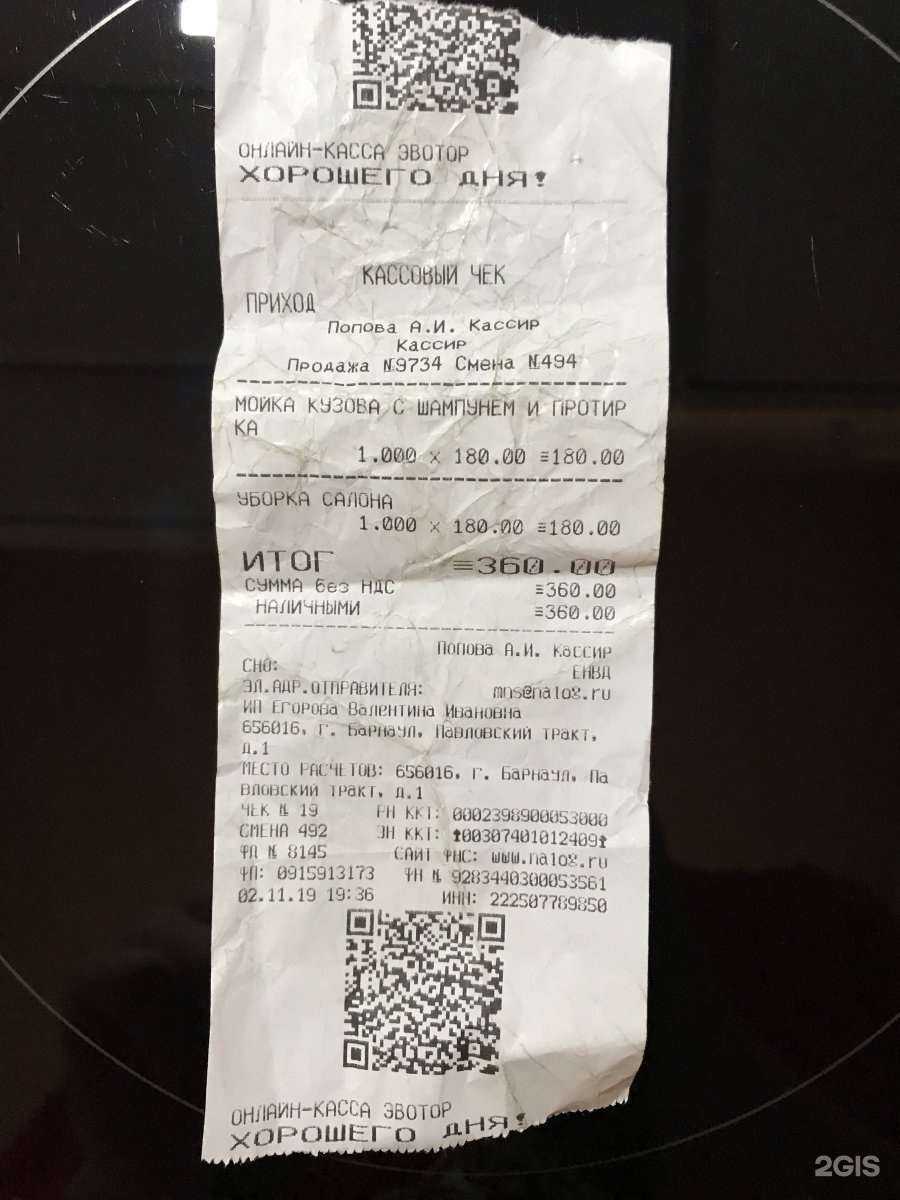 ОНЛАЙН-КАССА ЭВОТОР
ХОРОШЕГО ДНЯ!
КАССОВЫЙ ЧЕК
ПРИХОД
Попова А.И. Кассир
Кассир
Продажа №9734 Смена №494
МОЙКА КУЗОВА С ШАМПУНЕМ И ПРОТИР
КА
1.000 × 180.00 ≡180.00
УБОРКА САЛОНА
1.000 × 180.00 ≡180.00
ИТОГ ≡360.00
СУММА без НДС ≡360.00
НАЛИЧНЫМИ ≡360.00
Попова А.И. Кассир
СНО: ЕНВД
ЭЛ.АДР.ОТПРАВИТЕЛЯ: mns@nalog.ru
ИП Егорова Валентина Ивановна
656016, г. Барнаул, Павловский тракт,
д.1
МЕСТО РАСЧЕТОВ: 656016, г. Барнаул, Па
вловский тракт, д.1
ЧЕК № 19 РН ККТ: 0002398900053000
СМЕНА 492 ЗН ККТ: 00307401012409
ФД № 8145 САЙТ ФНС: www.nalog.ru
ФП: 0915913173 ФН № 9283440300053561
02.11.19 19:36 ИНН: 222507789850
ОНЛАЙН-КАССА ЭВОТОР
ХОРОШЕГО ДНЯ!
2GIS